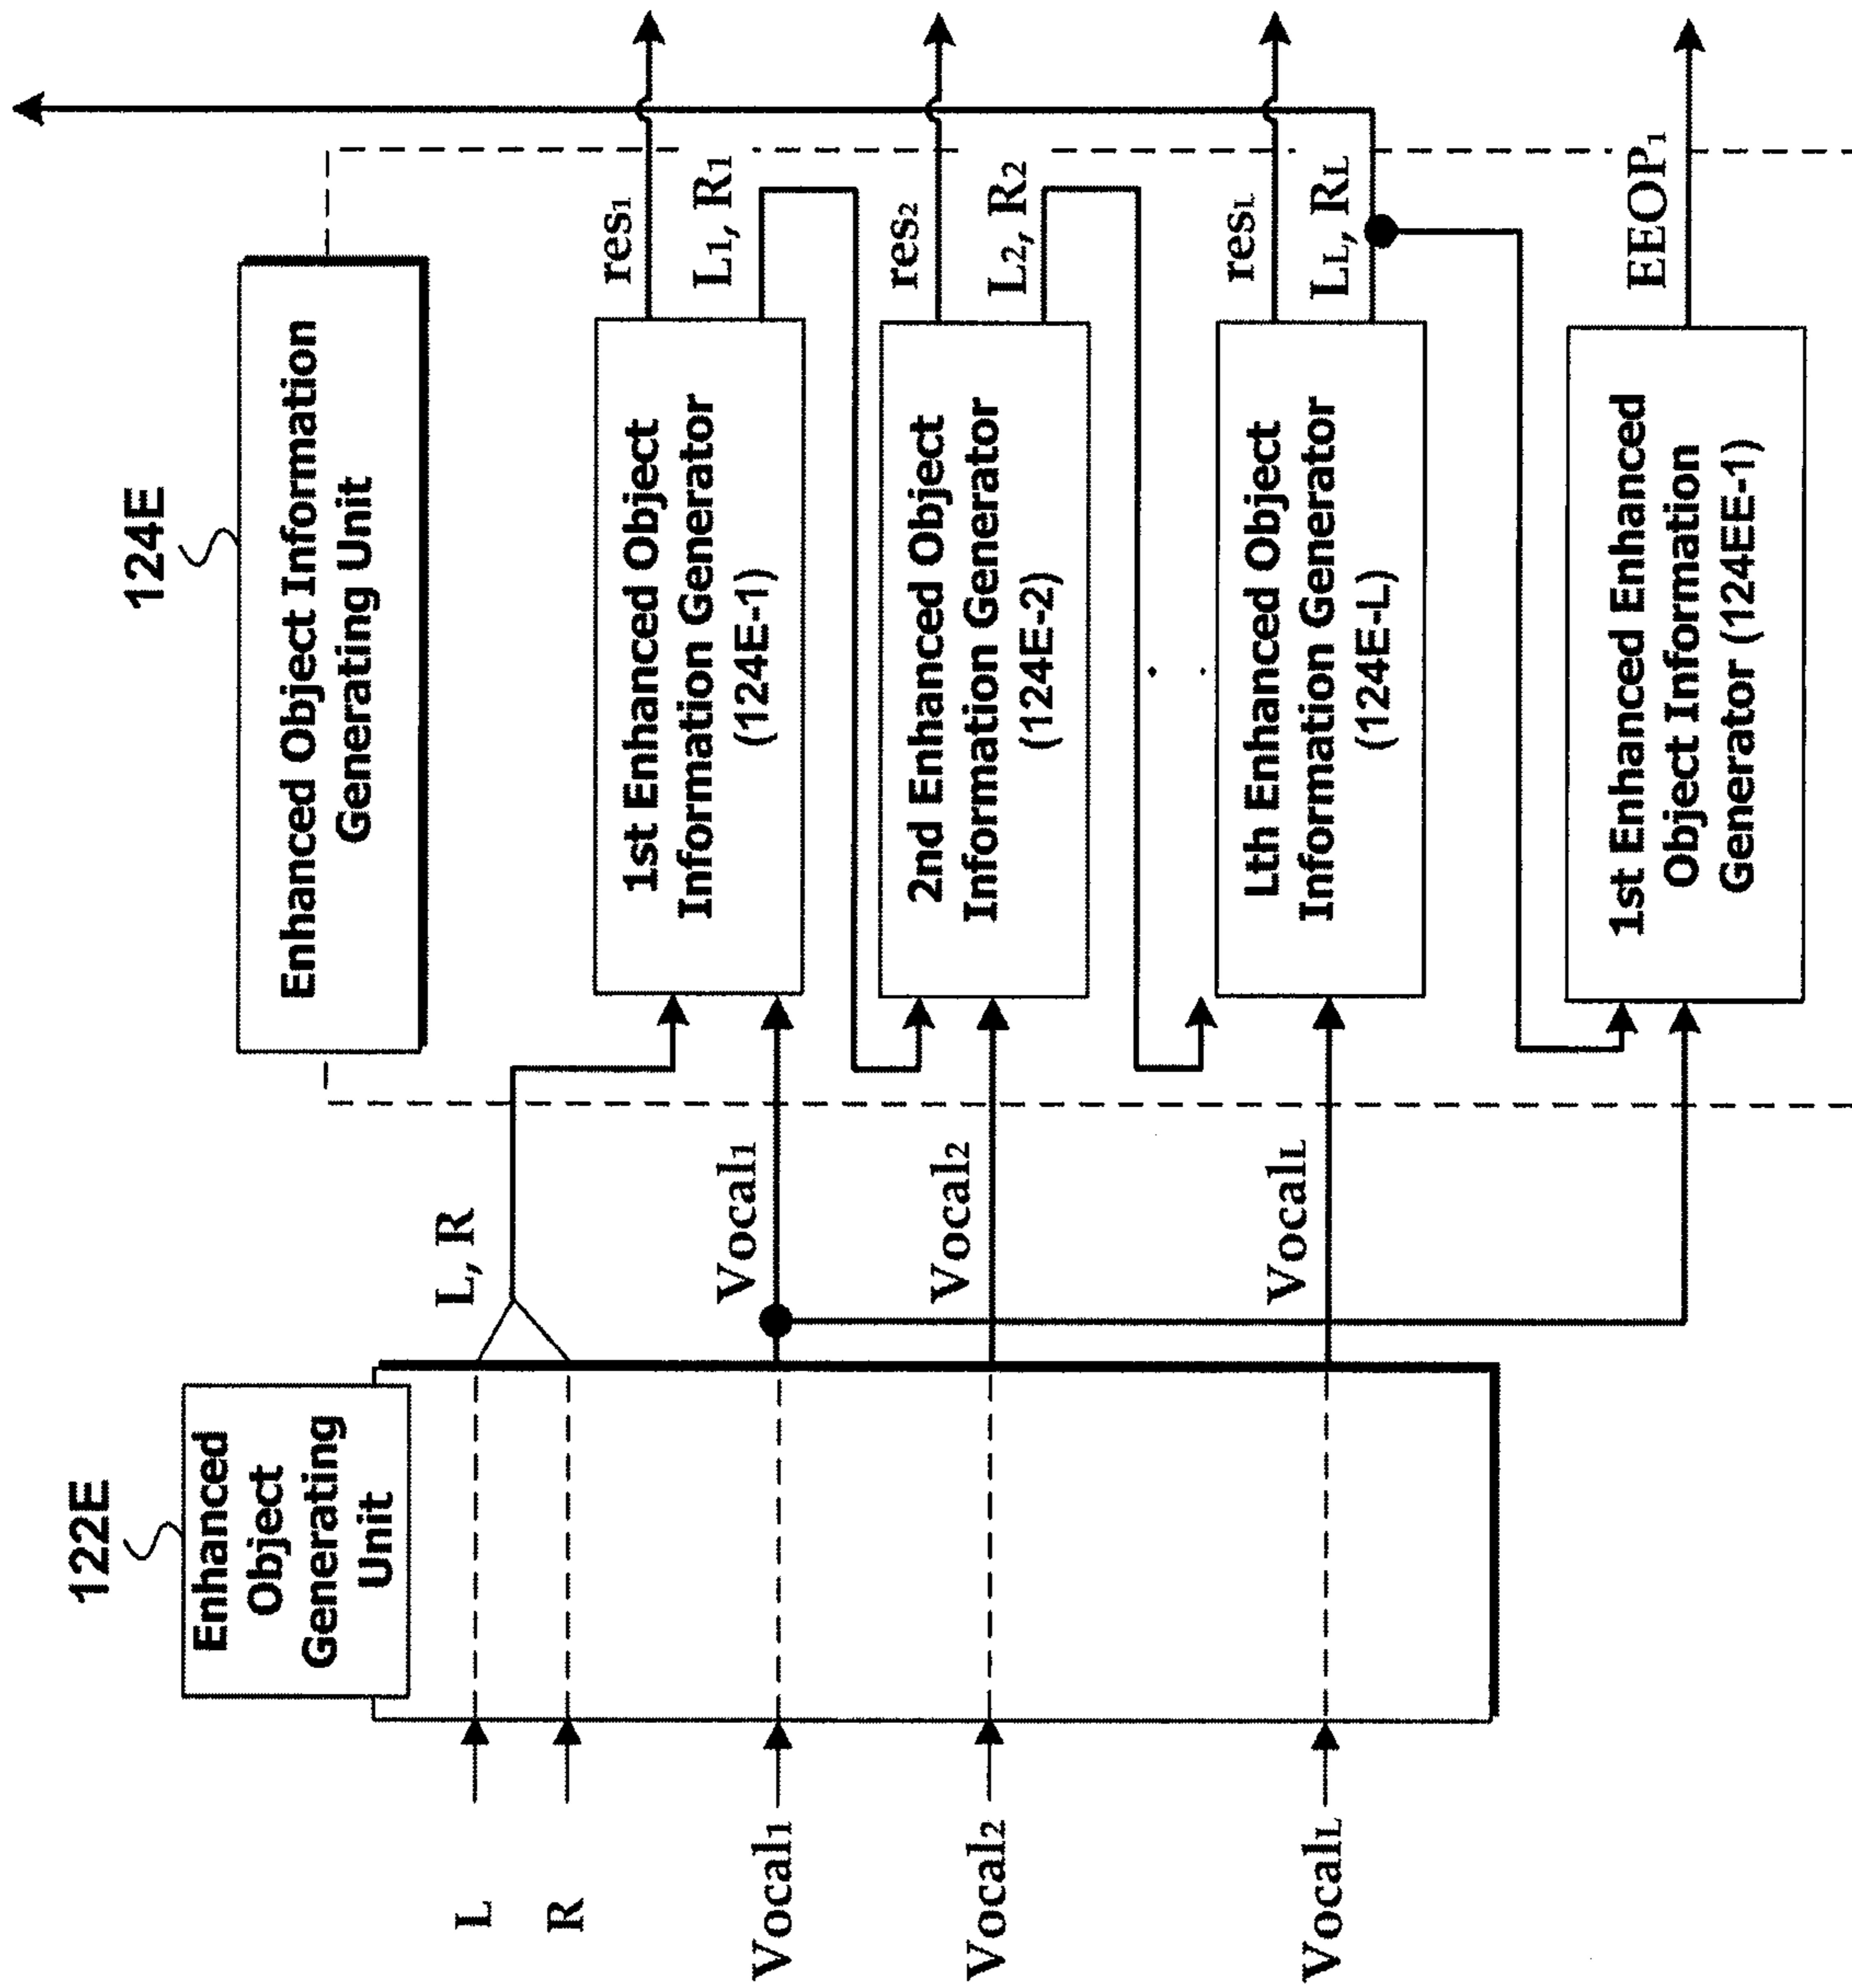 122E
Enhanced
Object
Generating
Unit
124E
Enhanced Object Information
Generating Unit
L
R
Vocal1
Vocal2
VocalL
L, R
Vocal1
Vocal2
VocalL
1st Enhanced Object
Information Generator
(124E-1)
res1
L1, R1
2nd Enhanced Object
Information Generator
(124E-2)
res2
L2, R2
Lth Enhanced Object
Information Generator
(124E-L)
resL
LL, RL
1st Enhanced Enhanced
Object Information
Generator (124EE-1)
EEOP1